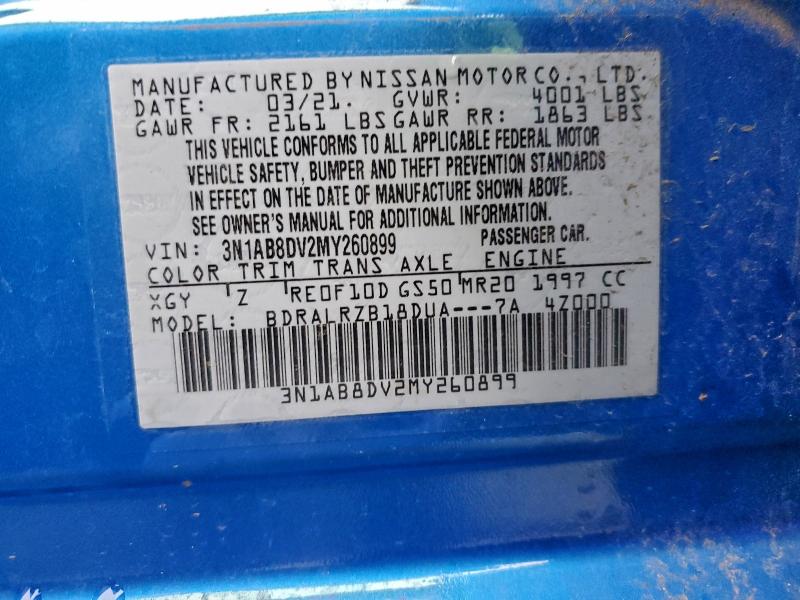 MANUFACTURED BY NISSAN MOTOR CO., LTD.
DATE: 03/21. GVWR: 4001 LBS
GAWR FR: 2161 LBS GAWR RR: 1863 LBS
THIS VEHICLE CONFORMS TO ALL APPLICABLE FEDERAL MOTOR
VEHICLE SAFETY, BUMPER AND THEFT PREVENTION STANDARDS
IN EFFECT ON THE DATE OF MANUFACTURE SHOWN ABOVE.
SEE OWNER'S MANUAL FOR ADDITIONAL INFORMATION.
VIN: 3N1AB8DV2MY260899 PASSENGER CAR.
COLOR TRIM TRANS AXLE ENGINE
XGY Z RE0F10D GS50 MR20 1997 CC
MODEL: BDRALRZB18DUA---7A 4Z000
3N1AB8DV2MY260899